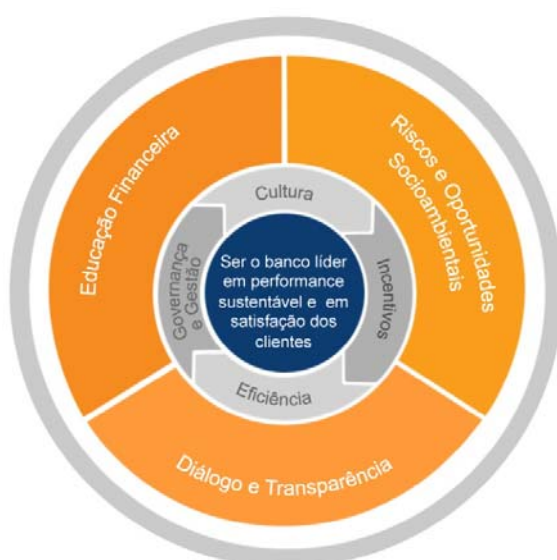 Educação Financeira
Riscos e Oportunidades
Socioambientais
Cultura
Governança
e Gestão
Ser o banco líder
em performance
sustentável e em
satisfação dos
clientes
Incentivos
Eficiência
Diálogo e Transparência